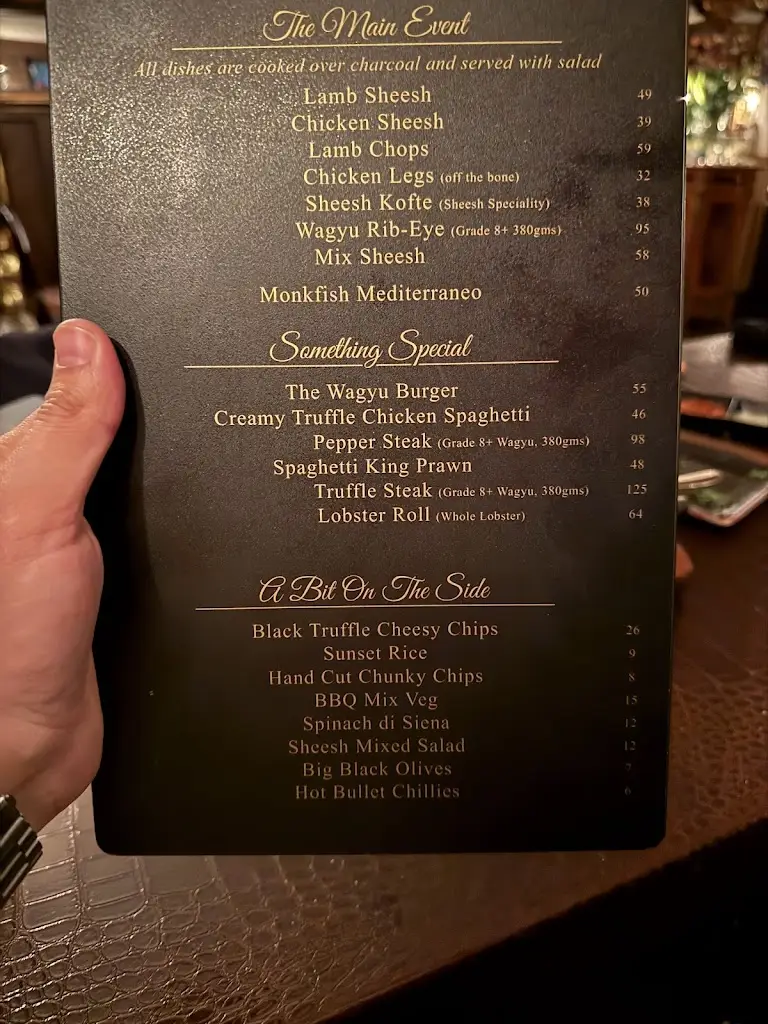 The Main Event
All dishes are cooked over charcoal and served with salad
Lamb Sheesh 49
Chicken Sheesh 39
Lamb Chops 59
Chicken Legs (off the bone) 32
Sheesh Kofte (Sheesh Speciality) 38
Wagyu Rib-Eye (Grade 8+ 380gms) 95
Mix Sheesh 58
Monkfish Mediterraneo 50
Something Special
The Wagyu Burger 55
Creamy Truffle Chicken Spaghetti 46
Pepper Steak (Grade 8+ Wagyu, 380gms) 98
Spaghetti King Prawn 48
Truffle Steak (Grade 8+ Wagyu, 380gms) 125
Lobster Roll (Whole Lobster) 64
A Bit On The Side
Black Truffle Cheesy Chips 26
Sunset Rice 9
Hand Cut Chunky Chips 8
BBQ Mix Veg 15
Spinach di Siena 12
Sheesh Mixed Salad 12
Big Black Olives 7
Hot Bullet Chillies 6